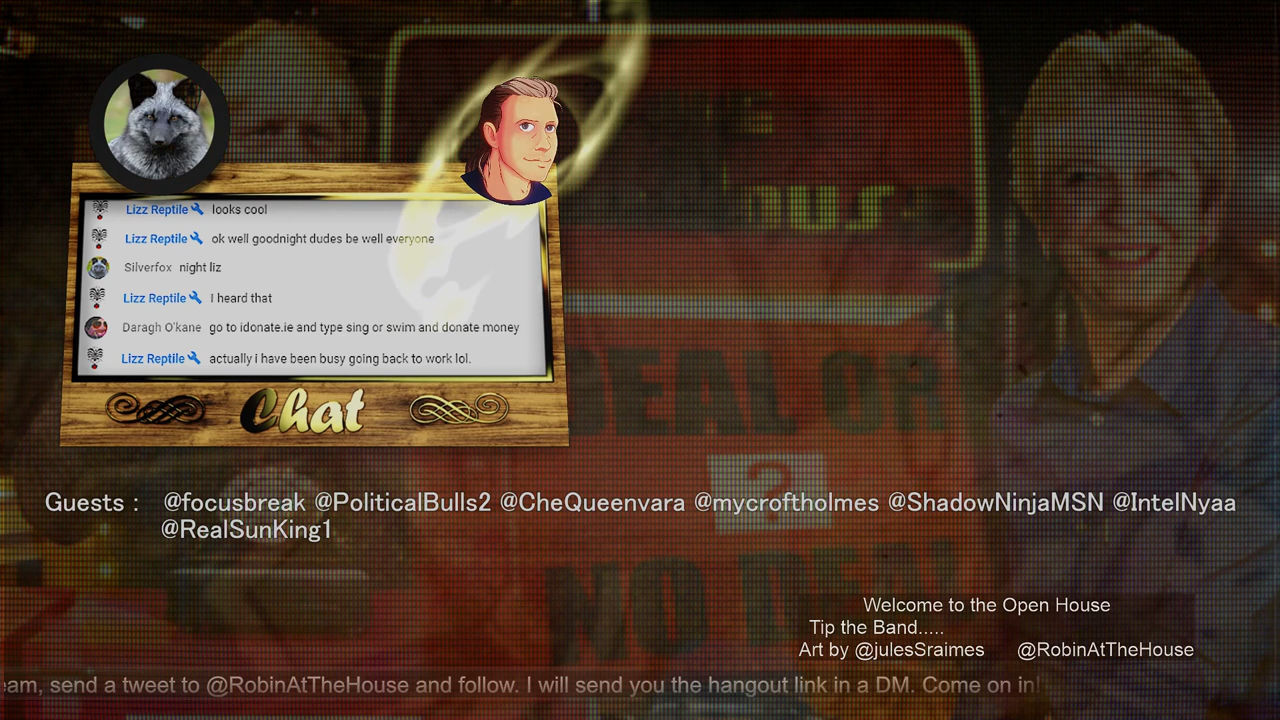 Lizz Reptile looks cool
Lizz Reptile ok well goodnight dudes be well everyone
Silverfox night liz
Lizz Reptile I heard that
Daragh O'kane go to idonate.ie and type sing or swim and donate money
Lizz Reptile actually i have been busy going back to work lol.
Chat
DEAL OR
?
NO DEAL
Guests : @focusbreak @PoliticalBulls2 @CheQueenvara @mycroftholmes @ShadowNinjaMSN @IntelNyaa
@RealSunKing1
Welcome to the Open House
Tip the Band.....
Art by @julesSraimes @RobinAtTheHouse
eam, send a tweet to @RobinAtTheHouse and follow. I will send you the hangout link in a DM. Come on in!